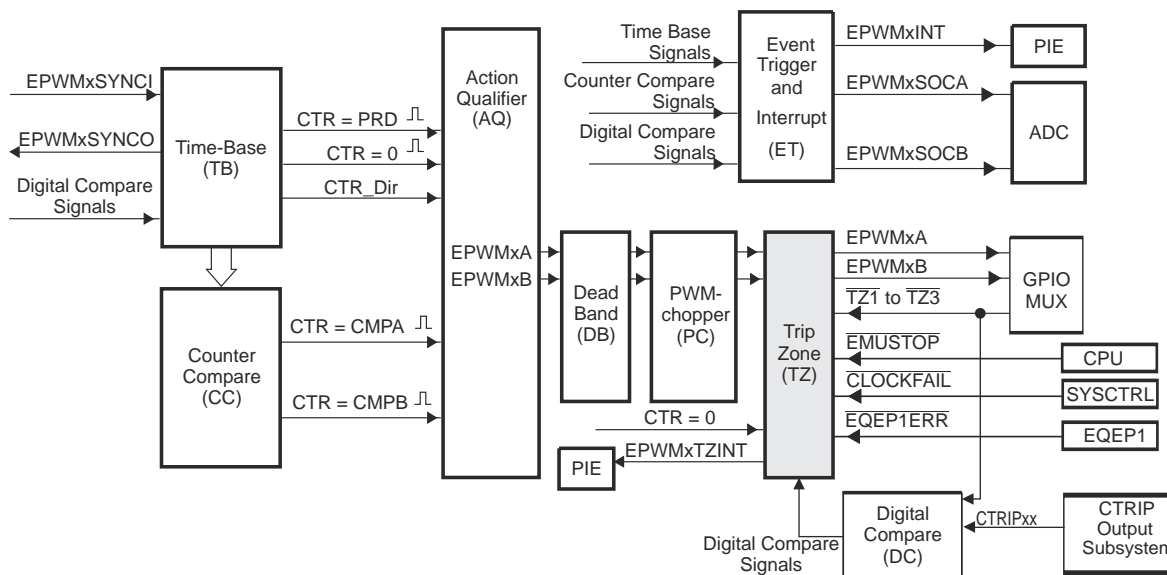 EPWMxSYNCI
EPWMxSYNCO
Digital Compare
Signals
Time-Base
(TB)
CTR = PRD
CTR = 0
CTR_Dir
Counter
Compare
(CC)
CTR = CMPA
CTR = CMPB
Action
Qualifier
(AQ)
EPWMxA
EPWMxB
Time Base
Signals
Counter Compare
Signals
Digital Compare
Signals
Event
Trigger
and
Interrupt
(ET)
EPWMxINT
EPWMxSOCA
EPWMxSOCB
PIE
ADC
Dead
Band
(DB)
PWM-
chopper
(PC)
Trip
Zone
(TZ)
EPWMxA
EPWMxB
TZ1 to TZ3
EMUSTOP
CLOCKFAIL
EQEP1ERR
GPIO
MUX
CPU
SYSCTRL
EQEP1
CTR = 0
EPWMxTZINT
PIE
Digital Compare
Signals
Digital
Compare
(DC)
CTRIPxx
CTRIP
Output
Subsystem